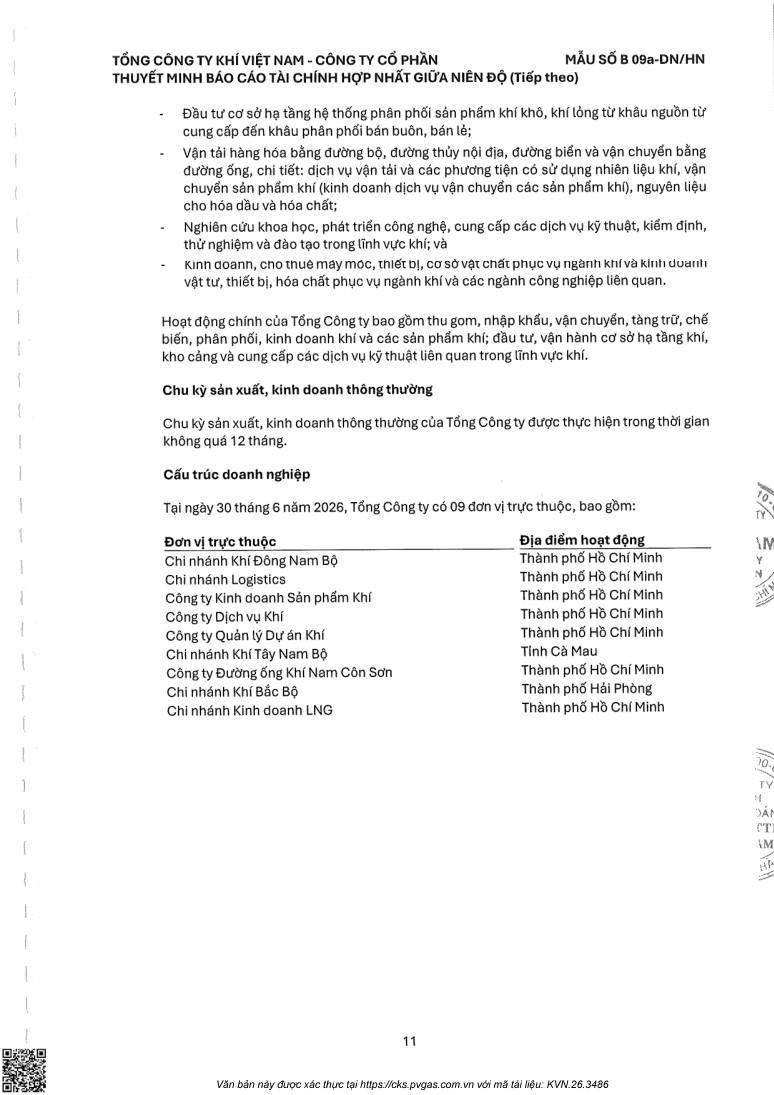 TỔNG CÔNG TY KHÍ VIỆT NAM - CÔNG TY CỔ PHẦN MẪU SỐ B 09a-DN/HN
THUYẾT MINH BÁO CÁO TÀI CHÍNH HỢP NHẤT GIỮA NIÊN ĐỘ (Tiếp theo)
- Đầu tư cơ sở hạ tầng hệ thống phân phối sản phẩm khí khô, khí lỏng từ khâu nguồn từ
cung cấp đến khâu phân phối bán buôn, bán lẻ;
- Vận tải hàng hóa bằng đường bộ, đường thủy nội địa, đường biển và vận chuyển bằng
đường ống, chi tiết: dịch vụ vận tải và các phương tiện có sử dụng nhiên liệu khí, vận
chuyển sản phẩm khí (kinh doanh dịch vụ vận chuyển các sản phẩm khí), nguyên liệu
cho hóa dầu và hóa chất;
- Nghiên cứu khoa học, phát triển công nghệ, cung cấp các dịch vụ kỹ thuật, kiểm định,
thử nghiệm và đào tạo trong lĩnh vực khí; và
- Kinh doanh, cho thuê máy móc, thiết bị, cơ sở vật chất phục vụ ngành khí và kinh doanh
vật tư, thiết bị, hóa chất phục vụ ngành khí và các ngành công nghiệp liên quan.
Hoạt động chính của Tổng Công ty bao gồm thu gom, nhập khẩu, vận chuyển, tàng trữ, chế
biến, phân phối, kinh doanh khí và các sản phẩm khí; đầu tư, vận hành cơ sở hạ tầng khí,
kho cảng và cung cấp các dịch vụ kỹ thuật liên quan trong lĩnh vực khí.
Chu kỳ sản xuất, kinh doanh thông thường
Chu kỳ sản xuất, kinh doanh thông thường của Tổng Công ty được thực hiện trong thời gian
không quá 12 tháng.
Cấu trúc doanh nghiệp
Tại ngày 30 tháng 6 năm 2026, Tổng Công ty có 09 đơn vị trực thuộc, bao gồm:
Đơn vị trực thuộc Địa điểm hoạt động
Chi nhánh Khí Đông Nam Bộ Thành phố Hồ Chí Minh
Chi nhánh Logistics Thành phố Hồ Chí Minh
Công ty Kinh doanh Sản phẩm Khí Thành phố Hồ Chí Minh
Công ty Dịch vụ Khí Thành phố Hồ Chí Minh
Công ty Quản lý Dự án Khí Thành phố Hồ Chí Minh
Chi nhánh Khí Tây Nam Bộ Tỉnh Cà Mau
Công ty Đường ống Khí Nam Côn Sơn Thành phố Hồ Chí Minh
Chi nhánh Khí Bắc Bộ Thành phố Hải Phòng
Chi nhánh Kinh doanh LNG Thành phố Hồ Chí Minh
11
Văn bản này được xác thực tại https://cks.pvgas.com.vn với mã tài liệu: KVN.26.3486